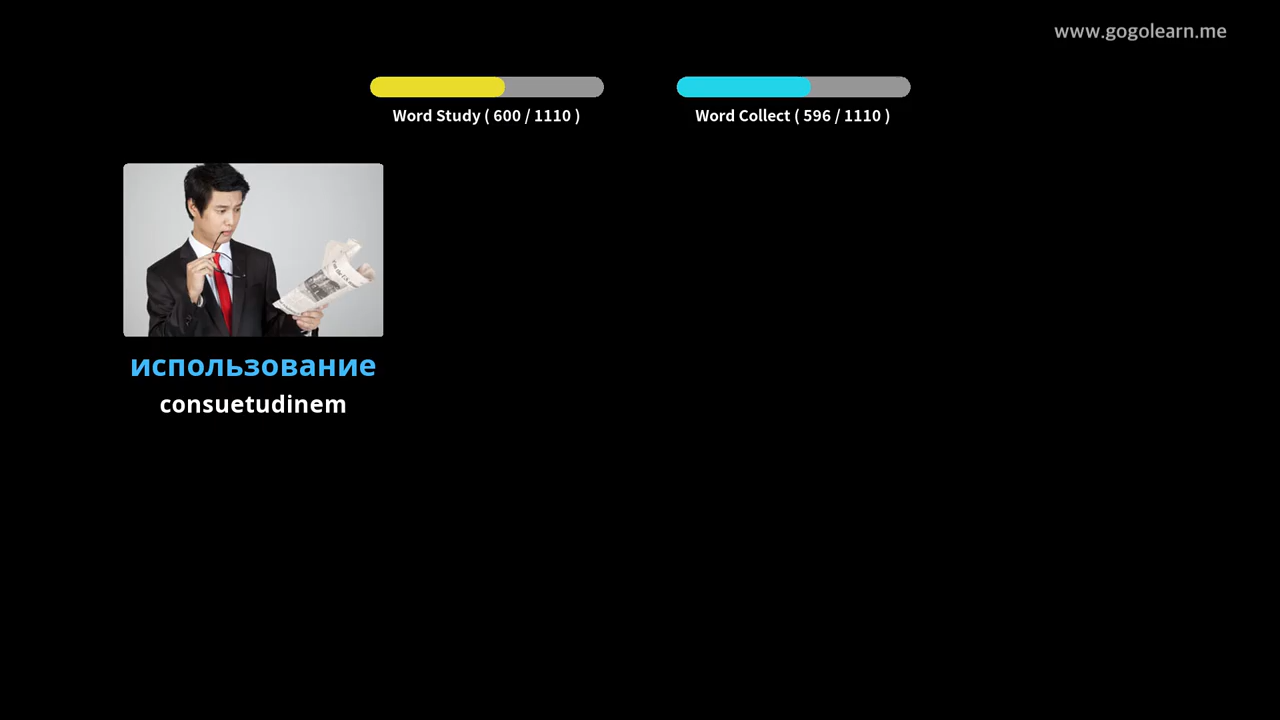 www.gogolearn.me
Word Study ( 600 / 1110 )
Word Collect ( 596 / 1110 )
использование
consuetudinem